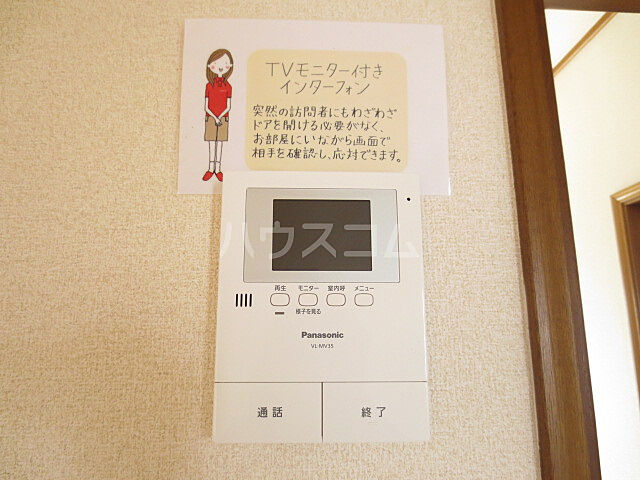 TVモニター付き
インターフォン
突然の訪問者にもわざわざ
ドアを開ける必要がなく、
お部屋にいながら画面で
相手を確認し、応対できます。
ハウスコム
再生 モニター 室内呼 メニュー
様子を見る
Panasonic
VL-MV35
通話 終了